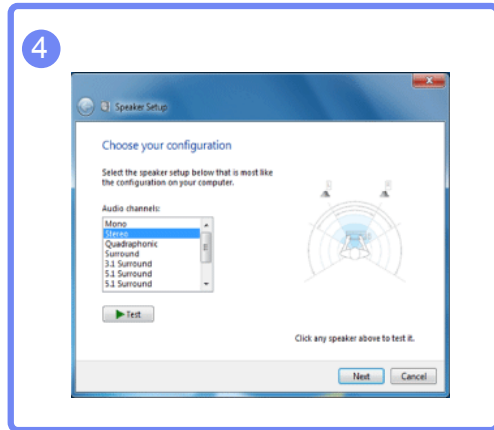 4
Speaker Setup
Choose your configuration
Select the speaker setup below that is most like
the configuration on your computer.
Audio channels:
Mono
Stereo
Quadraphonic
Surround
3.1 Surround
5.1 Surround
5.1 Surround
Test
Click any speaker above to test it.
Next Cancel